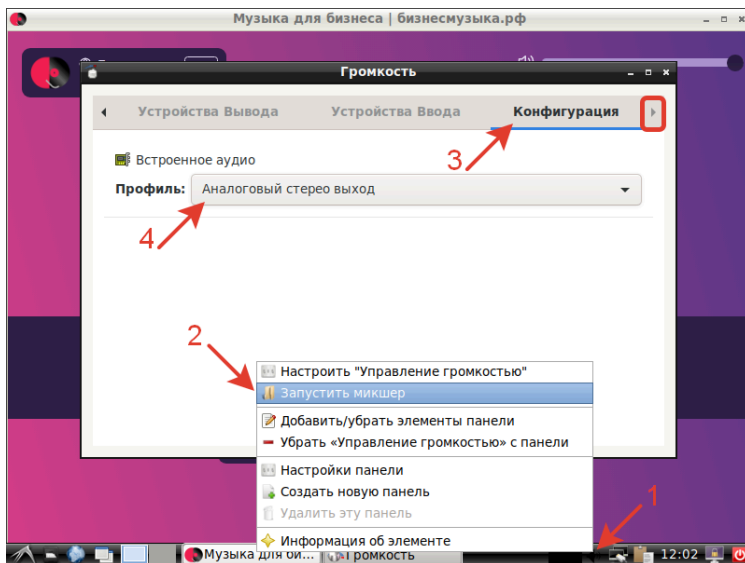 Музыка для бизнеса | бизнесмузыка.рф
Громкость
Устройства Вывода Устройства Ввода Конфигурация
3
Встроенное аудио
Профиль: Аналоговый стерео выход
4
2
Настроить "Управление громкостью"
Запустить микшер
Добавить/убрать элементы панели
Убрать «Управление громкостью» с панели
Настройки панели
Создать новую панель
Удалить эту панель
1
Информация об элементе
Музыка для би... Громкость 12:02